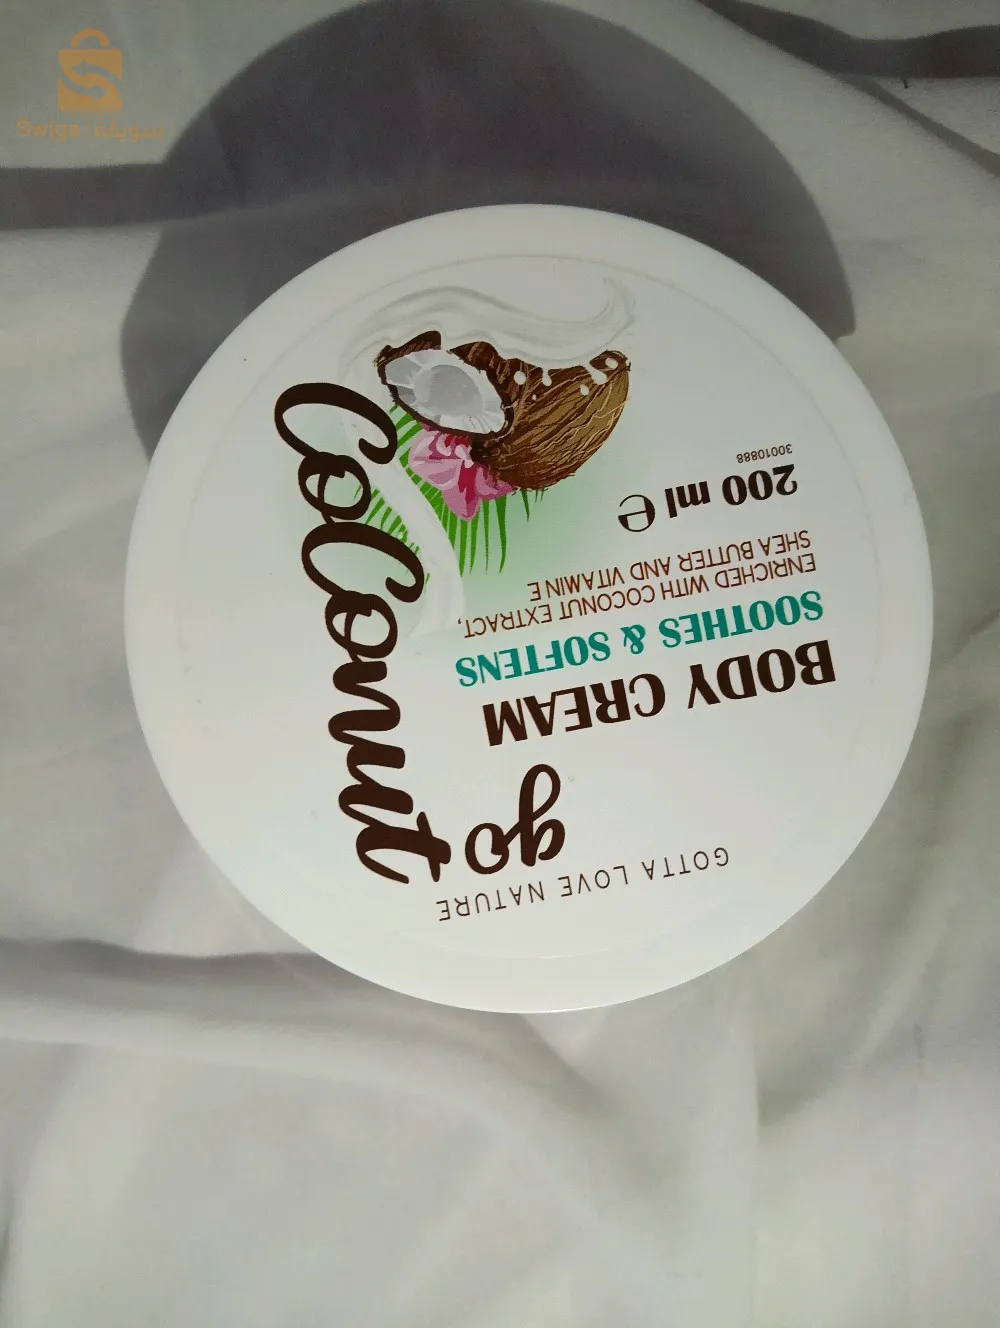 Swiga سويقة
GOTTA LOVE NATURE
go
CoConut
BODY CREAM
SOOTHES & SOFTENS
ENRICHED WITH COCONUT EXTRACT,
SHEA BUTTER AND VITAMIN E
200 ml ℮
30010888